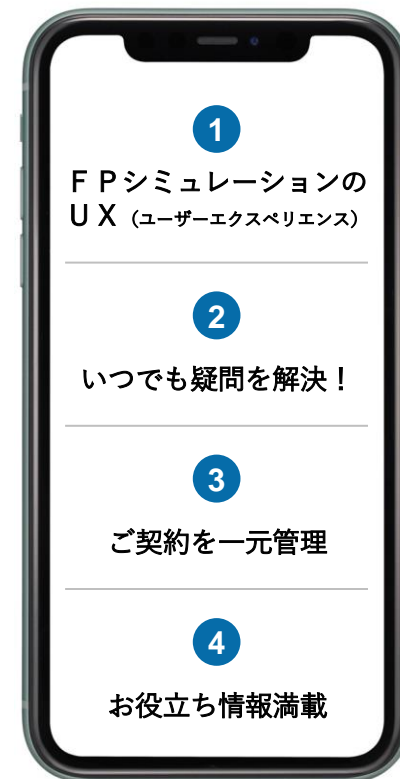 1
ＦＰシミュレーションの
ＵＸ（ユーザーエクスペリエンス）
2
いつでも疑問を解決！
3
ご契約を一元管理
4
お役立ち情報満載